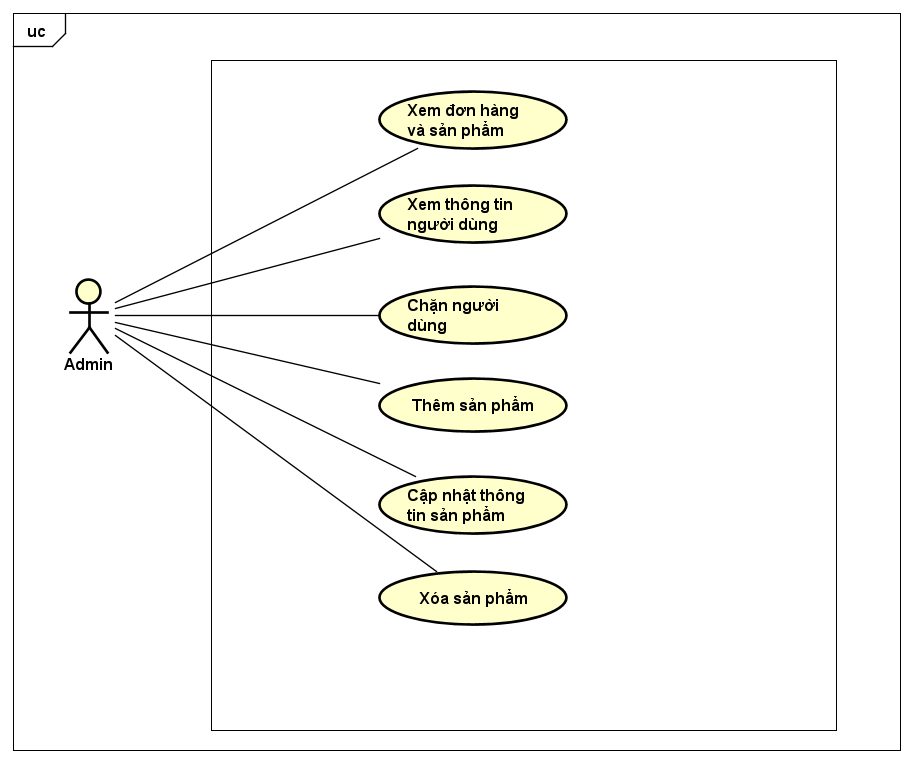 uc
Xem đơn hàng
và sản phẩm
Xem thông tin
người dùng
Chặn người
dùng
Admin
Thêm sản phẩm
Cập nhật thông
tin sản phẩm
Xóa sản phẩm